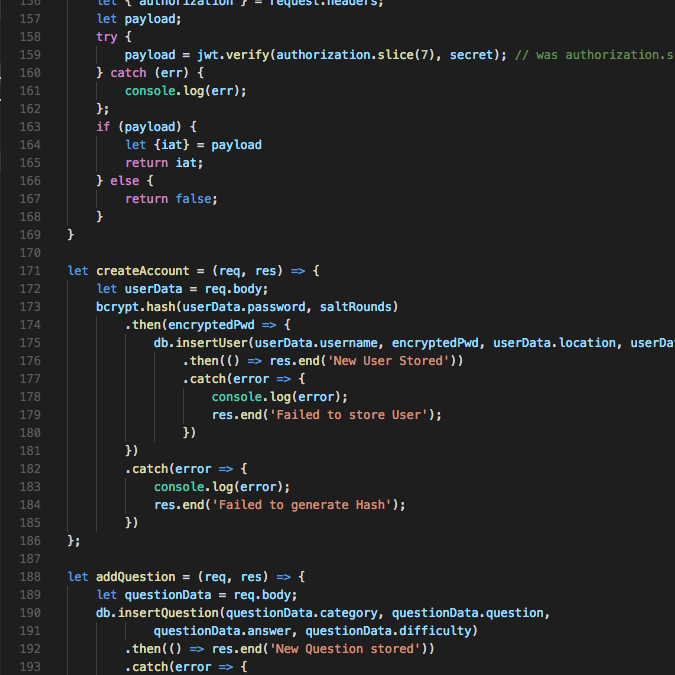 156 let { authorization } = request.headers;
157 let payload;
158 try {
159 payload = jwt.verify(authorization.slice(7), secret); // was authorization.s
160 } catch (err) {
161 console.log(err);
162 };
163 if (payload) {
164 let {iat} = payload
165 return iat;
166 } else {
167 return false;
168 }
169 }
170
171 let createAccount = (req, res) => {
172 let userData = req.body;
173 bcrypt.hash(userData.password, saltRounds)
174 .then(encryptedPwd => {
175 db.insertUser(userData.username, encryptedPwd, userData.location, userDat
176 .then(() => res.end('New User Stored'))
177 .catch(error => {
178 console.log(error);
179 res.end('Failed to store User');
180 })
181 })
182 .catch(error => {
183 console.log(error);
184 res.end('Failed to generate Hash');
185 })
186 };
187
188 let addQuestion = (req, res) => {
189 let questionData = req.body;
190 db.insertQuestion(questionData.category, questionData.question,
191 questionData.answer, questionData.difficulty)
192 .then(() => res.end('New Question stored'))
193 .catch(error => {